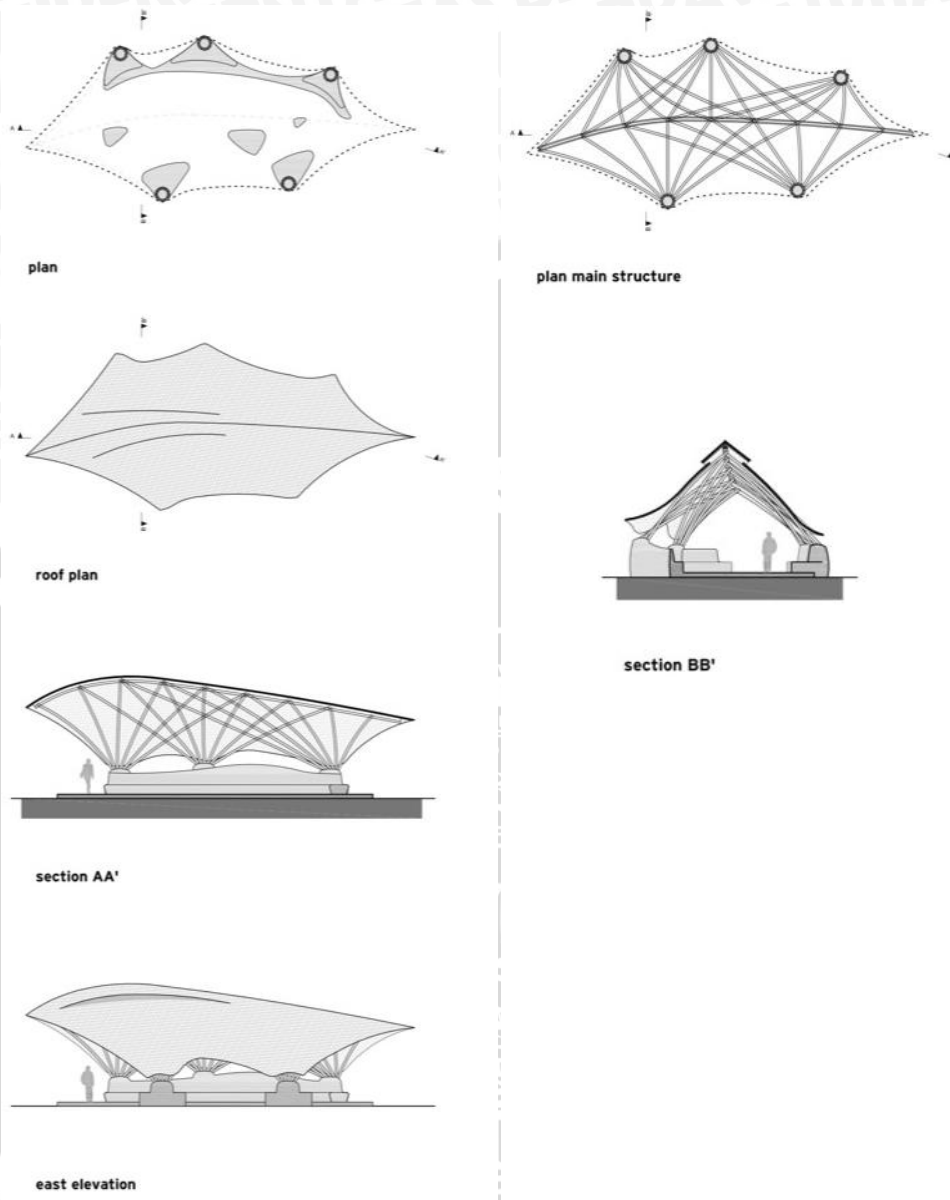 plan
plan main structure
roof plan
section BB'
section AA'
east elevation